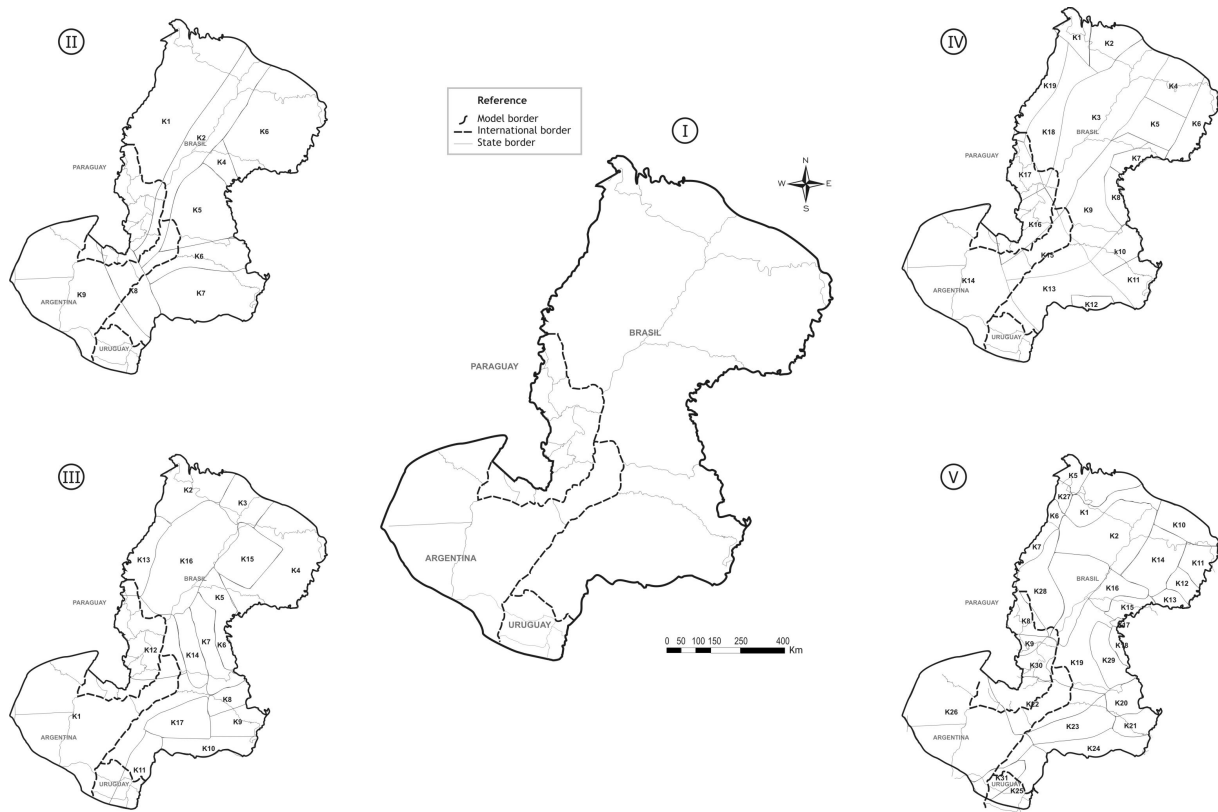 II
K1
K2
BRASIL
K6
K4
PARAGUAY
K5
K6
K9
K8
K7
ARGENTINA
URUGUAY
Reference
Model border
International border
State border
I
N
W
E
S
BRASIL
PARAGUAY
ARGENTINA
URUGUAY
0 50 100 150 250 400
Km
IV
K1
K2
K19
K4
K3
K5
K6
BRASIL
K18
PARAGUAY
K7
K17
K8
K9
K16
K15
k10
K14
K11
K13
ARGENTINA
K12
URUGUAY
III
K2
K3
K13
K16
K15
K4
BRASIL
K5
PARAGUAY
K12
K14
K7
K6
K8
K1
K17
K9
ARGENTINA
K10
K11
URUGUAY
V
K5
K27
K6
K1
K10
K2
K7
K14
K11
BRASIL
K28
K16
K12
K13
PARAGUAY
K15
K8
K18
K9
K30
K19
K29
K26
K22
K20
K23
K21
ARGENTINA
K24
K31
URUGUAY
K25